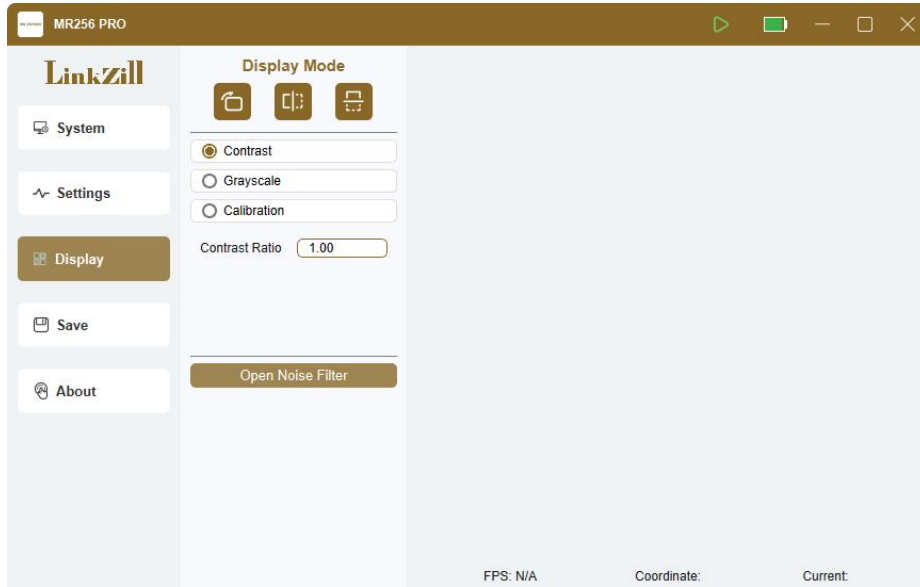 MR256 PRO
LinkZill
System
Settings
Display
Save
About
Display Mode
Contrast
Grayscale
Calibration
Contrast Ratio 1.00
Open Noise Filter
FPS: N/A Coordinate: Current: